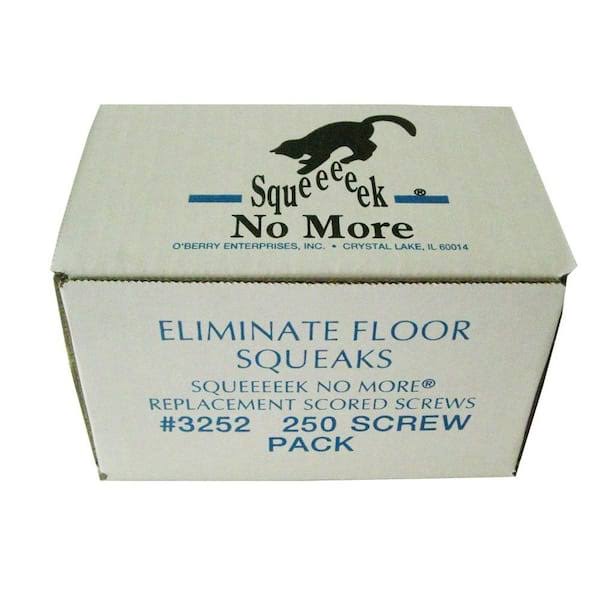 Squeeeeek ®
No More
O'BERRY ENTERPRISES, INC. • CRYSTAL LAKE, IL 60014
ELIMINATE FLOOR
SQUEAKS
SQUEEEEEK NO MORE®
REPLACEMENT SCORED SCREWS
#3252 250 SCREW
PACK